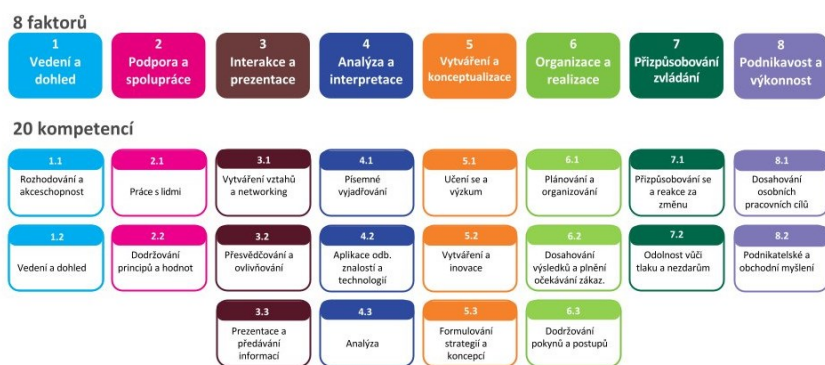 8 faktorů
1
Vedení a
dohled
2
Podpora a
spolupráce
3
Interakce a
prezentace
4
Analýza a
interpretace
5
Vytváření a
konceptualizace
6
Organizace a
realizace
7
Přizpůsobování
zvládání
8
Podnikavost a
výkonnost
20 kompetencí
1.1
Rozhodování a
akceschopnost
2.1
Práce s lidmi
3.1
Vytváření vztahů
a networking
4.1
Písemné
vyjadřování
5.1
Učení se a
výzkum
6.1
Plánování a
organizování
7.1
Přizpůsobování se
a reakce za
změnu
8.1
Dosahování
osobních
pracovních cílů
1.2
Vedení a dohled
2.2
Dodržování
principů a hodnot
3.2
Přesvědčování a
ovlivňování
4.2
Aplikace odb.
znalostí a
technologií
5.2
Vytváření a
inovace
6.2
Dosahování
výsledků a plnění
očekávání zákaz.
7.2
Odolnost vůči
tlaku a nezdarům
8.2
Podnikatelské a
obchodní myšlení
3.3
Prezentace a
předávání
informací
4.3
Analýza
5.3
Formulování
strategií a
koncepcí
6.3
Dodržování
pokynů a postupů